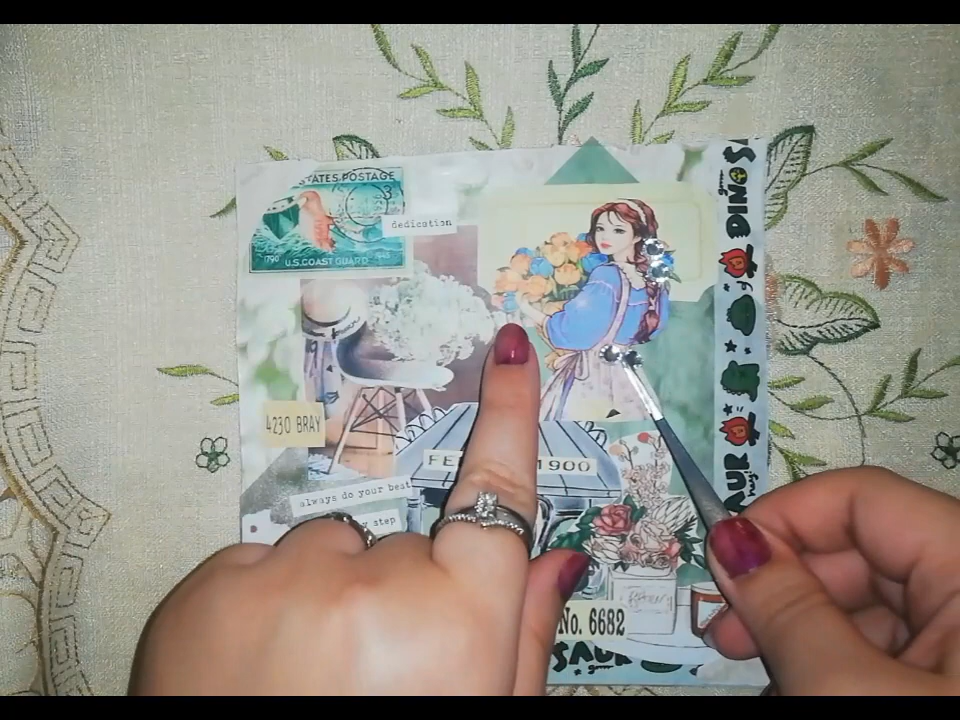 STATES POSTAGE
3
dedication
1790
1945
U.S. COAST GUARD
4230 BRAY
1900
always do your best
step
No. 6682
DINOS
SAUR